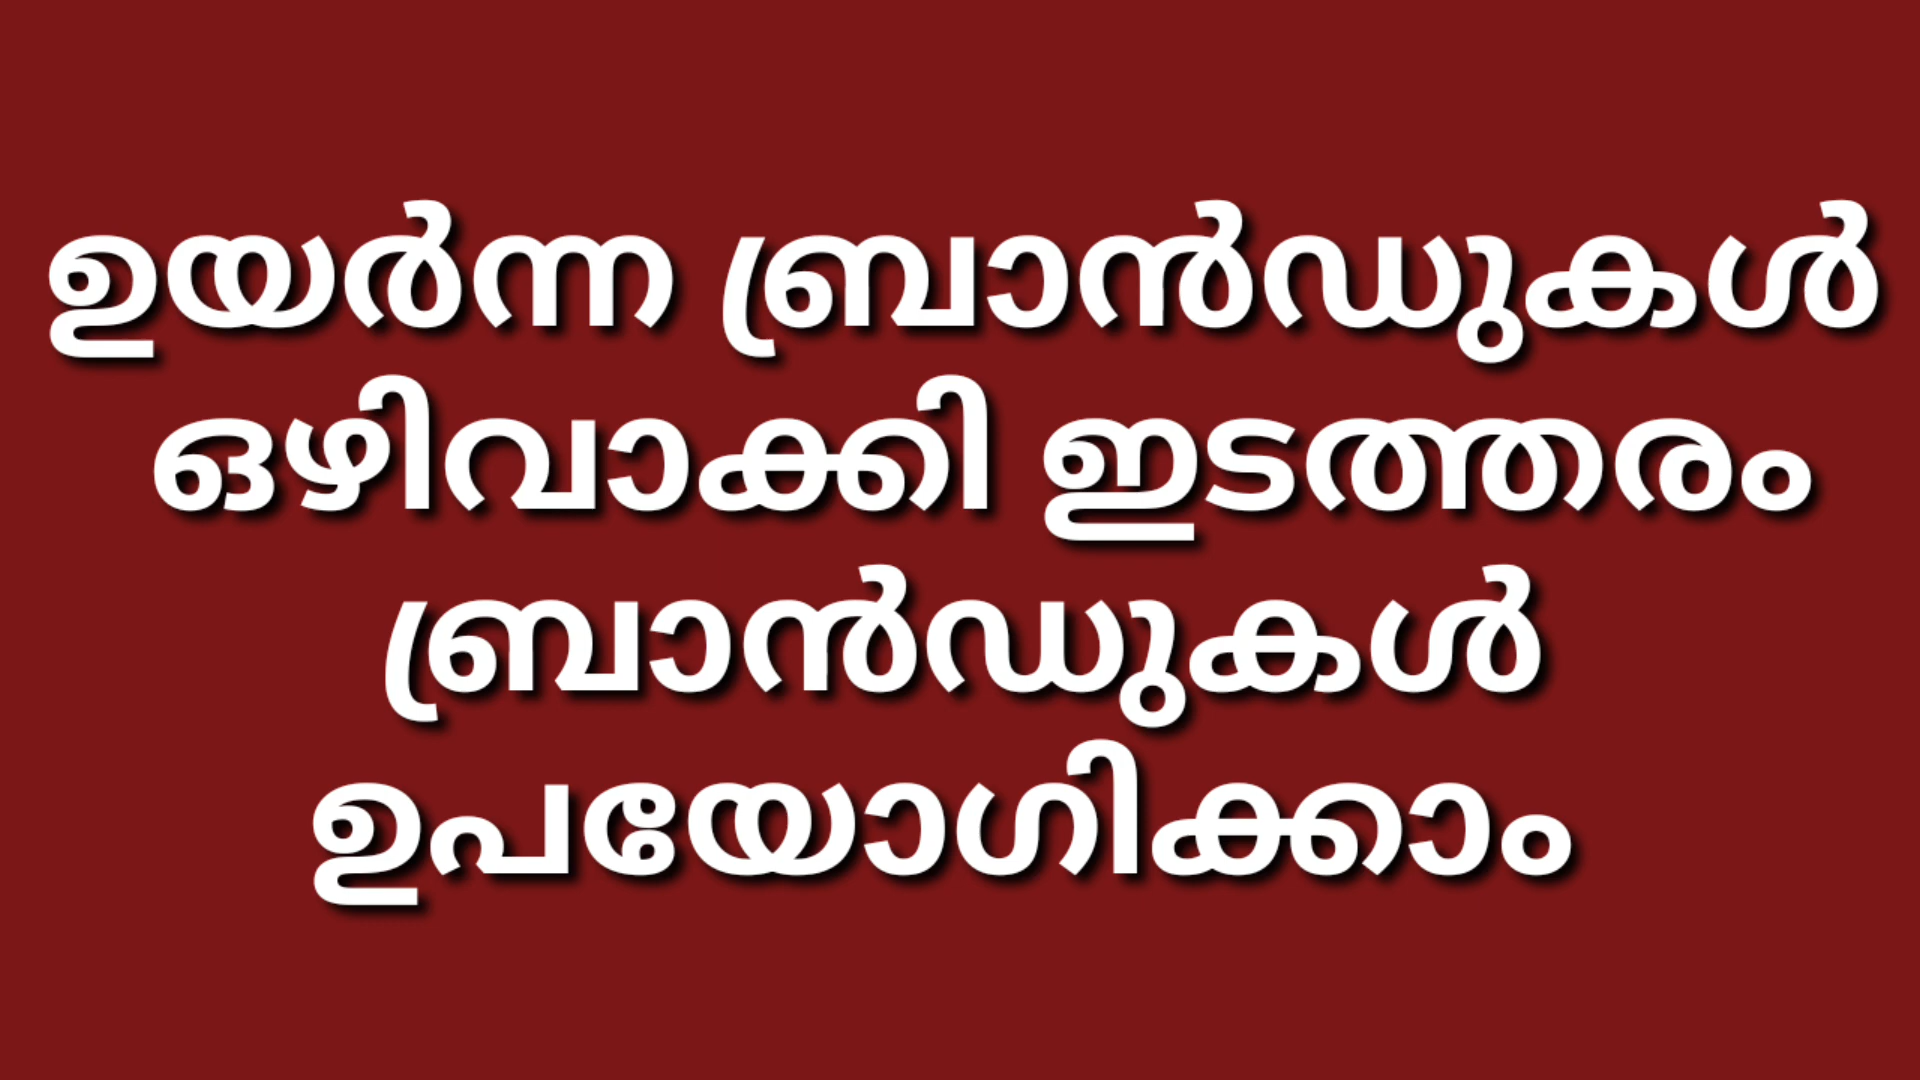 ഉയർന്ന ബ്രാൻഡുകൾ
ഒഴിവാക്കി ഇടത്തരം
ബ്രാൻഡുകൾ
ഉപയോഗിക്കാം